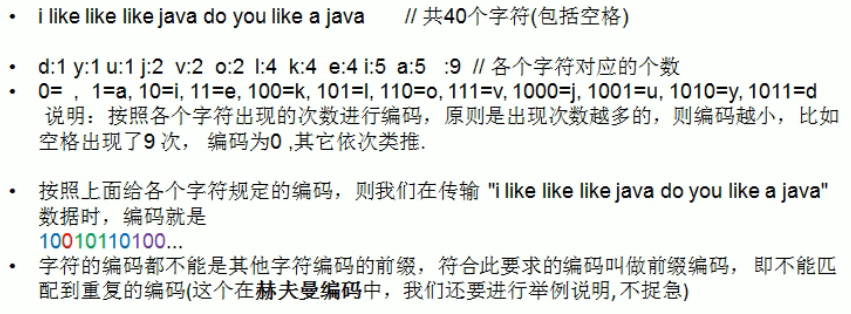 • i like like like java do you like a java // 共40个字符(包括空格)
• d:1 y:1 u:1 j:2 v:2 o:2 l:4 k:4 e:4 i:5 a:5 :9 // 各个字符对应的个数
• 0= , 1=a, 10=i, 11=e, 100=k, 101=l, 110=o, 111=v, 1000=j, 1001=u, 1010=y, 1011=d
说明：按照各个字符出现的次数进行编码，原则是出现次数越多的，则编码越小，比如
空格出现了9 次， 编码为0 ,其它依次类推.
• 按照上面给各个字符规定的编码，则我们在传输 "i like like like java do you like a java"
数据时，编码就是
10010110100...
• 字符的编码都不能是其他字符编码的前缀，符合此要求的编码叫做前缀编码， 即不能匹
配到重复的编码(这个在赫夫曼编码中，我们还要进行举例说明, 不捉急)